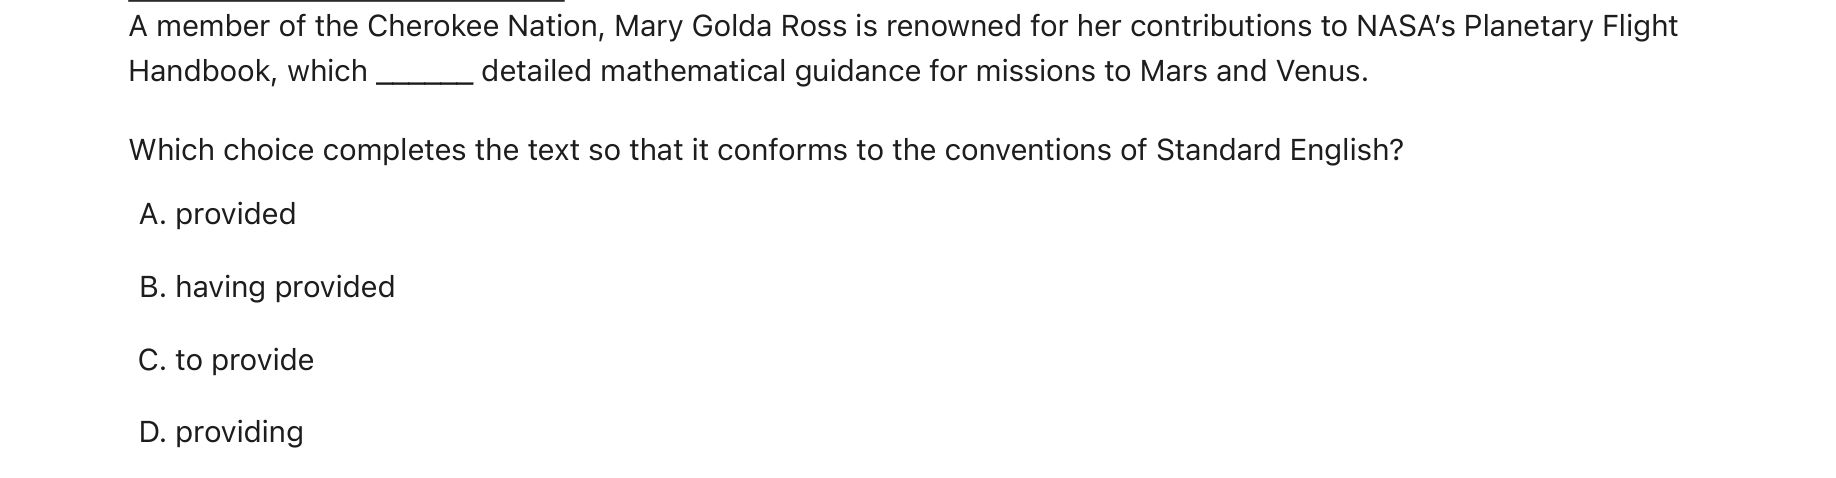 A member of the Cherokee Nation, Mary Golda Ross is renowned for her contributions to NASA’s Planetary Flight
Handbook, which ______ detailed mathematical guidance for missions to Mars and Venus.
Which choice completes the text so that it conforms to the conventions of Standard English?
A. provided
B. having provided
C. to provide
D. providing